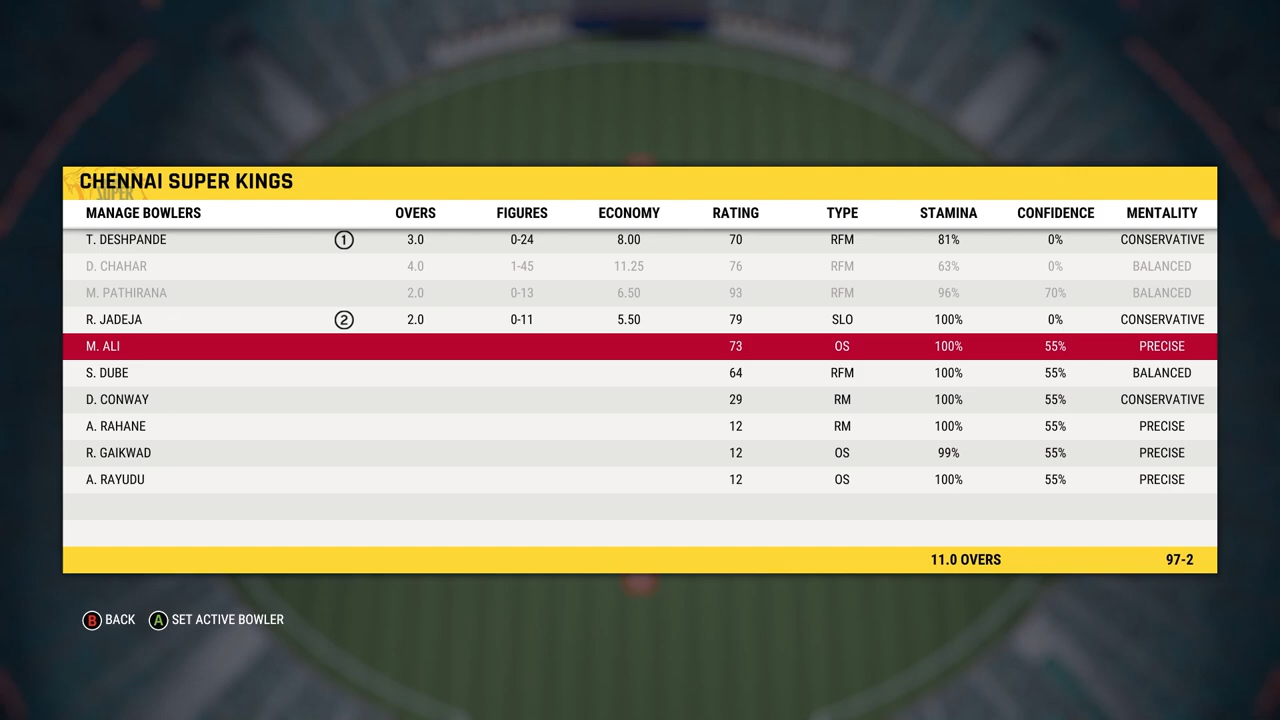 CHENNAI SUPER KINGS
SUPER
MANAGE BOWLERS OVERS FIGURES ECONOMY RATING TYPE STAMINA CONFIDENCE MENTALITY
T. DESHPANDE 1 3.0 0-24 8.00 70 RFM 81% 0% CONSERVATIVE
D. CHAHAR 4.0 1-45 11.25 76 RFM 63% 0% BALANCED
M. PATHIRANA 2.0 0-13 6.50 93 RFM 96% 70% BALANCED
R. JADEJA 2 2.0 0-11 5.50 79 SLO 100% 0% CONSERVATIVE
M. ALI 73 OS 100% 55% PRECISE
S. DUBE 64 RFM 100% 55% BALANCED
D. CONWAY 29 RM 100% 55% CONSERVATIVE
A. RAHANE 12 RM 100% 55% PRECISE
R. GAIKWAD 12 OS 99% 55% PRECISE
A. RAYUDU 12 OS 100% 55% PRECISE
11.0 OVERS 97-2
B BACK A SET ACTIVE BOWLER